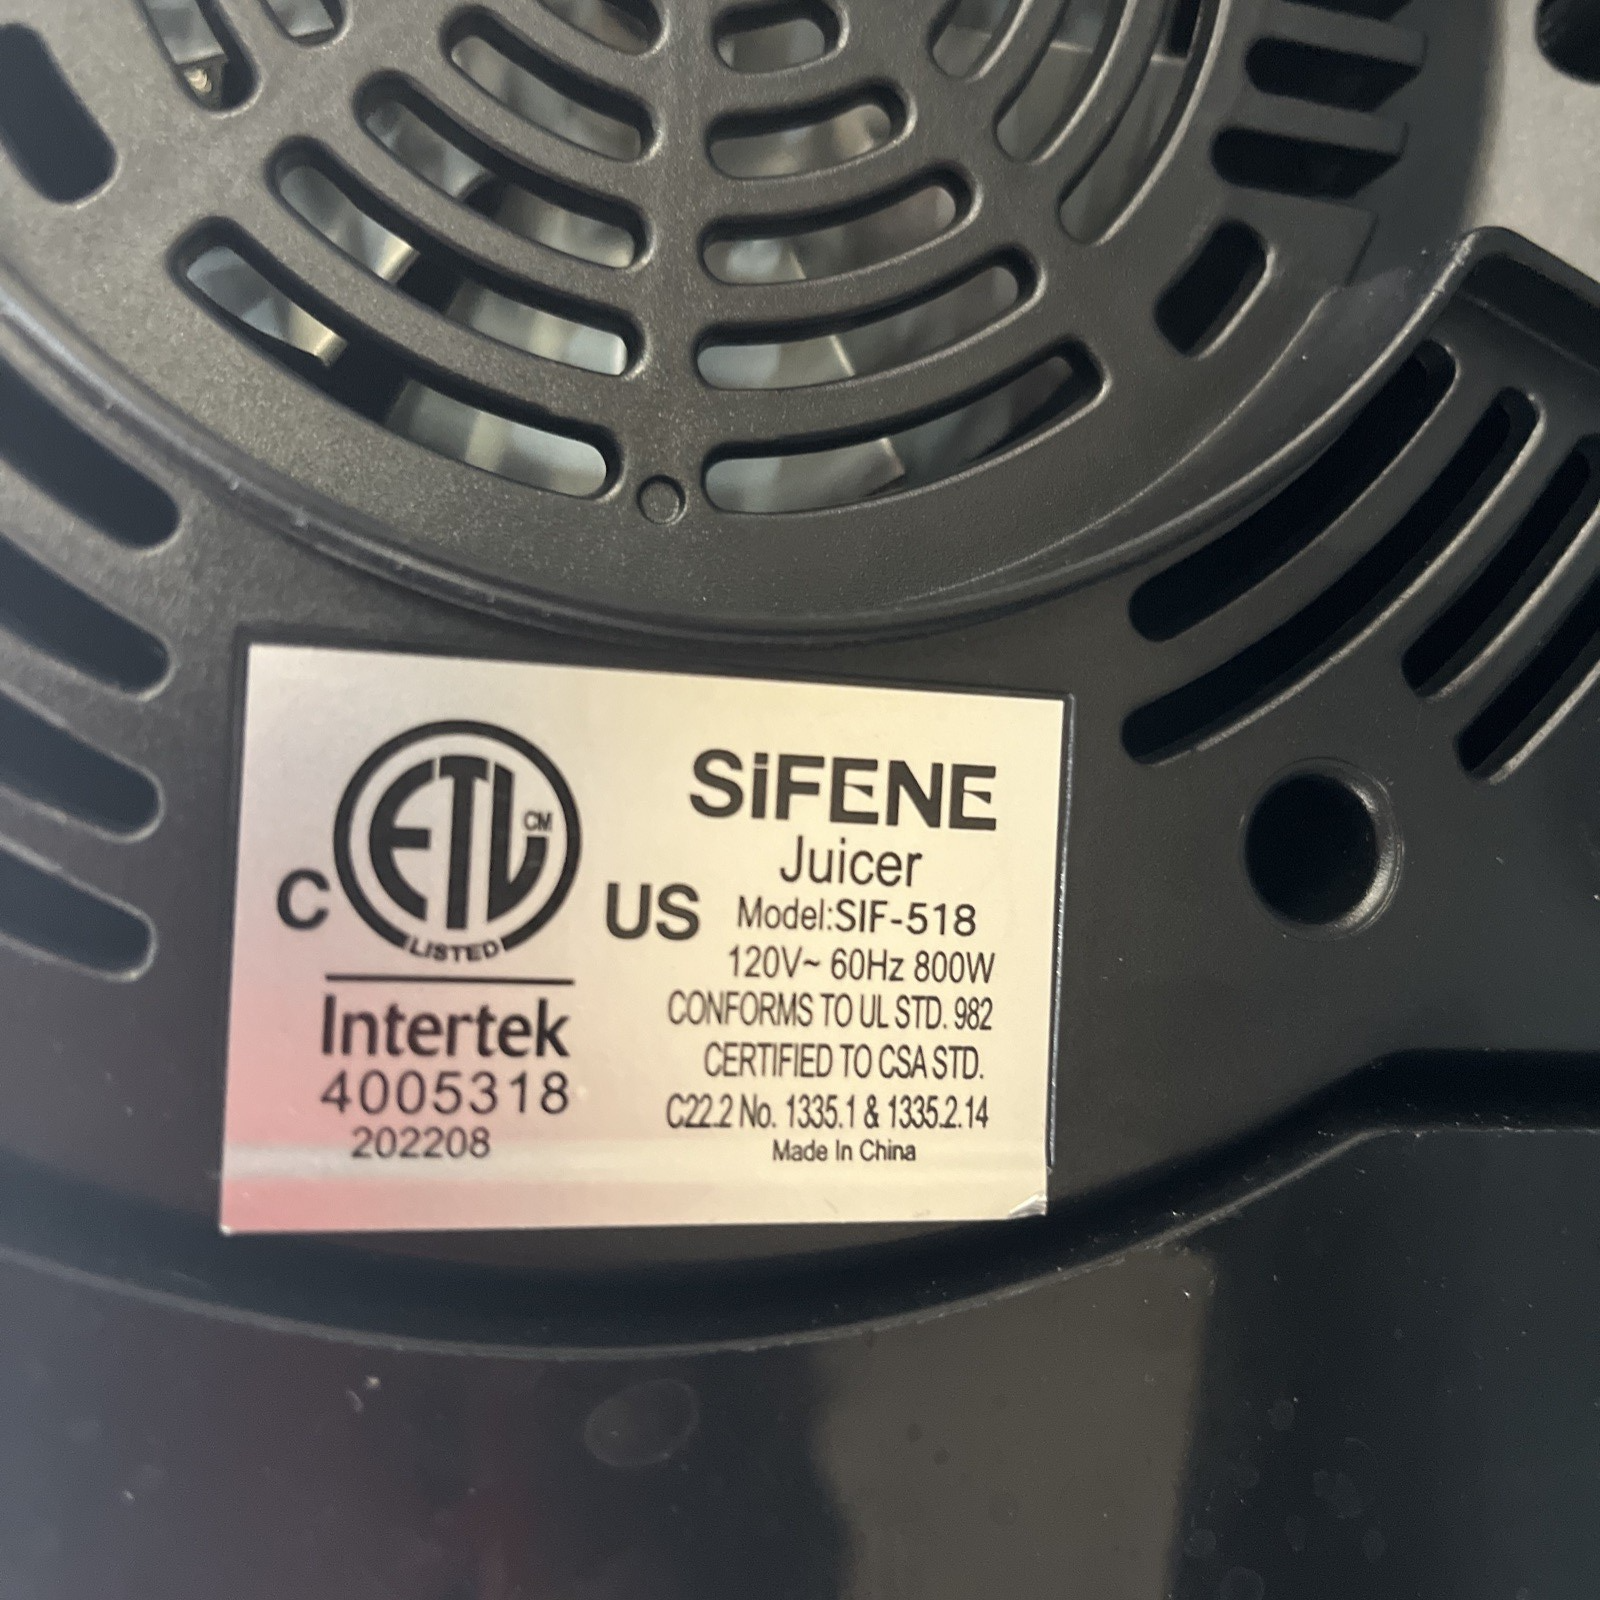 C ETL CM US
LISTED
Intertek
4005318
202208
SiFENE
Juicer
Model:SIF-518
120V~ 60Hz 800W
CONFORMS TO UL STD. 982
CERTIFIED TO CSA STD.
C22.2 No. 1335.1 & 1335.2.14
Made In China